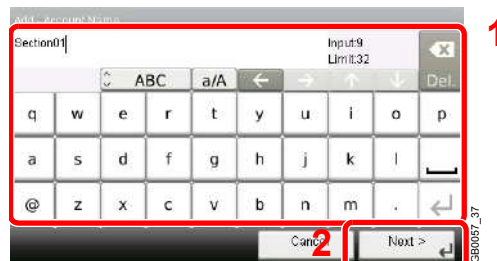 Add - Account Name
1
Section01
Input:9
Limit:32
ABC a/A Del.
q w e r t y u i o p
a s d f g h j k l
@ z x c v b n m .
Cancel 2 Next >
GB0057_37